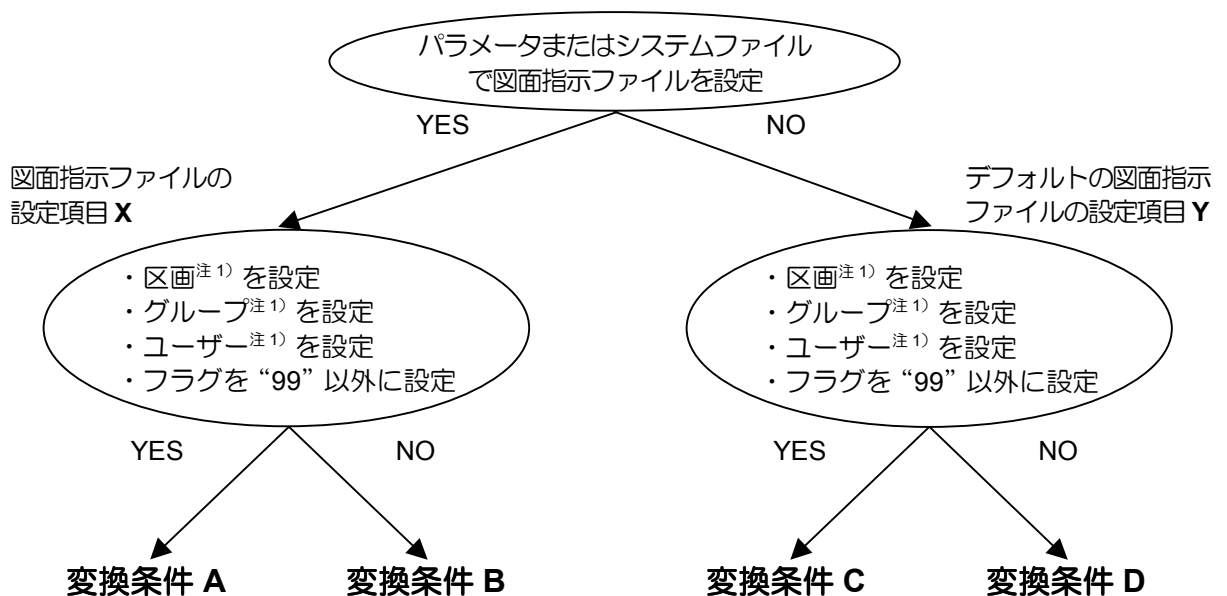 パラメータまたはシステムファイル
で図面指示ファイルを設定
YES
NO
図面指示ファイルの
設定項目 X
デフォルトの図面指示
ファイルの設定項目 Y
・区画注1)を設定
・グループ注1)を設定
・ユーザー注1)を設定
・フラグを “99” 以外に設定
・区画注1)を設定
・グループ注1)を設定
・ユーザー注1)を設定
・フラグを “99” 以外に設定
YES
NO
YES
NO
変換条件 A
変換条件 B
変換条件 C
変換条件 D